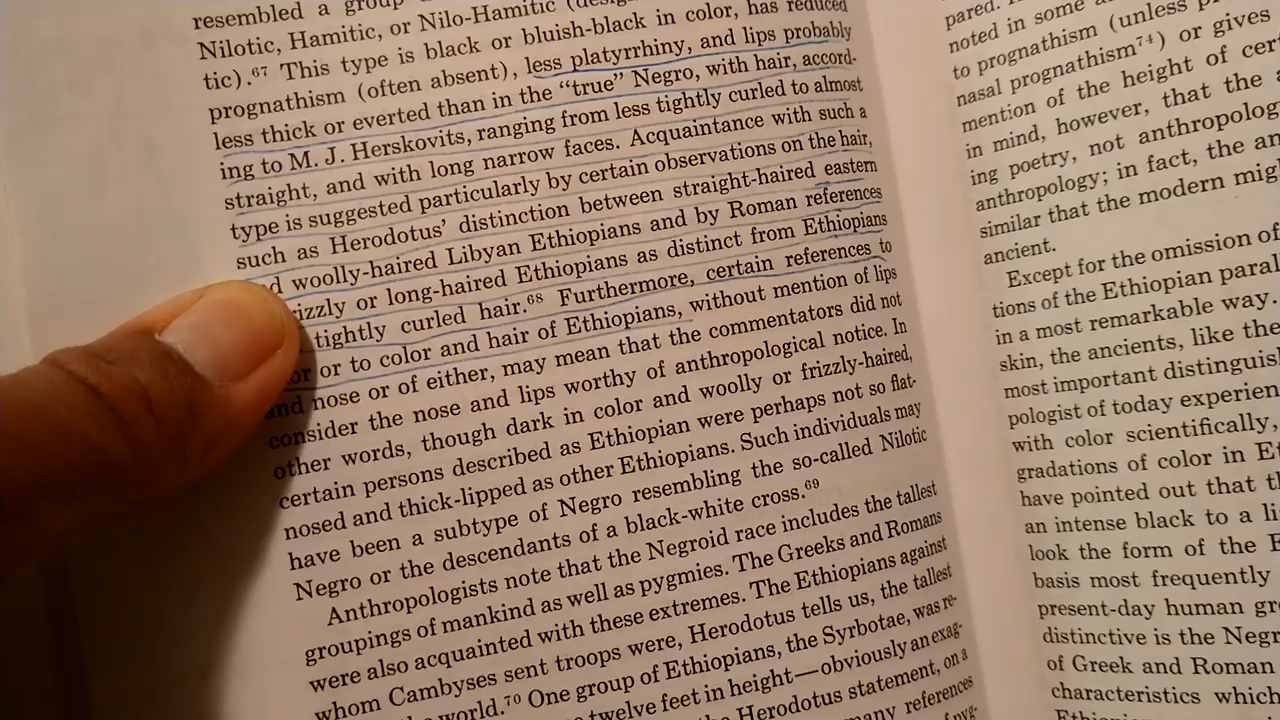 resembled a group
Nilotic, Hamitic, or Nilo-Hamitic
tic).⁶⁷ This type is black or bluish-black in color, has reduced
prognathism (often absent), less platyrrhiny, and lips probably
less thick or everted than in the “true” Negro, with hair, accord-
ing to M. J. Herskovits, ranging from less tightly curled to almost
straight, and with long narrow faces. Acquaintance with such a
type is suggested particularly by certain observations on the hair,
such as Herodotus’ distinction between straight-haired eastern
woolly-haired Libyan Ethiopians and by Roman references
or long-haired Ethiopians as distinct from Ethiopians
tightly curled hair.⁶⁸ Furthermore, certain references to
or to color and hair of Ethiopians, without mention of lips
and nose or of either, may mean that the commentators did not
consider the nose and lips worthy of anthropological notice. In
other words, though dark in color and woolly or frizzly-haired,
certain persons described as Ethiopian were perhaps not so flat-
nosed and thick-lipped as other Ethiopians. Such individuals may
have been a subtype of Negro resembling the so-called Nilotic
Negro or the descendants of a black-white cross.⁶⁹
Anthropologists note that the Negroid race includes the tallest
groupings of mankind as well as pygmies. The Greeks and Romans
were also acquainted with these extremes. The Ethiopians against
whom Cambyses sent troops were, Herodotus tells us, the tallest
world.⁷⁰ One group of Ethiopians, the Syrbotae, was re-
twelve feet in height—obviously an exag-
Herodotus statement, on a
many references
pared.
noted in some
to prognathism (unless
nasal prognathism⁷⁴) or gives
mention of the height of
in mind, however, that the
ing poetry, not
anthropology; in fact, the
similar that the modern
ancient.
Except for the omission of
tions of the Ethiopian
in a most remarkable way.
skin, the ancients, like the
most important
pologist of today
with color scientifically,
gradations of color in
have pointed out that
an intense black to a
look the form of the
basis most frequently
present-day human
distinctive is the
of Greek and Roman
characteristics which